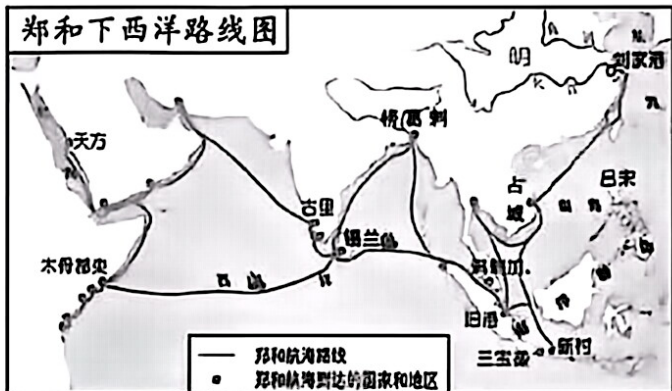 郑和下西洋路线图
明
刘家港
榜葛剌
天方
占城
吕宋
古里
锡兰
木骨都束
满剌加
旧港
三宝垄
新村
郑和航海路线
郑和航海到达的国家和地区